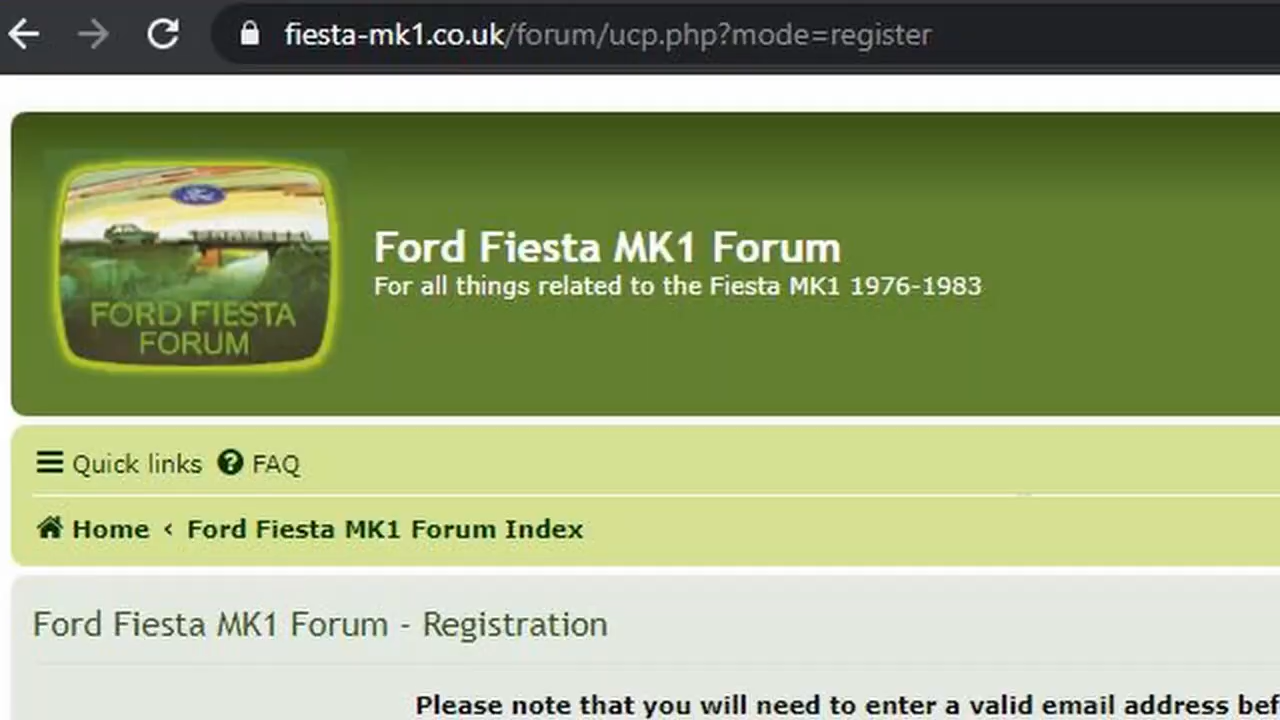 fiesta-mk1.co.uk/forum/ucp.php?mode=register
Ford Fiesta MK1 Forum
For all things related to the Fiesta MK1 1976-1983
FORD FIESTA
FORUM
Quick links FAQ
Home ‹ Ford Fiesta MK1 Forum Index
Ford Fiesta MK1 Forum - Registration
Please note that you will need to enter a valid email address bef